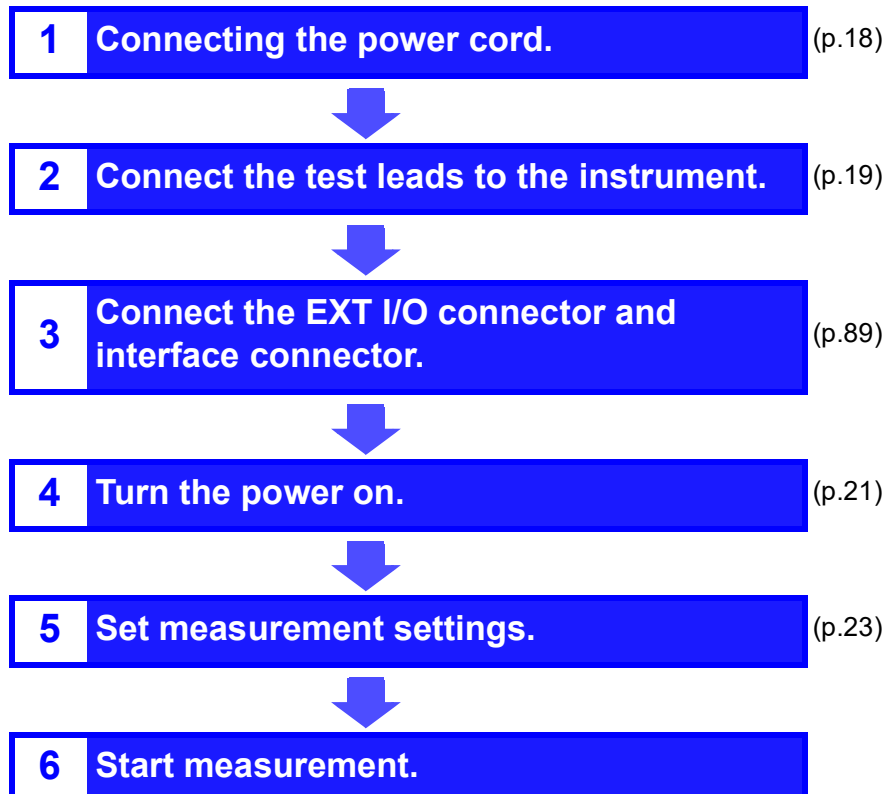 1 Connecting the power cord. (p.18)
2 Connect the test leads to the instrument. (p.19)
3 Connect the EXT I/O connector and
interface connector. (p.89)
4 Turn the power on. (p.21)
5 Set measurement settings. (p.23)
6 Start measurement.